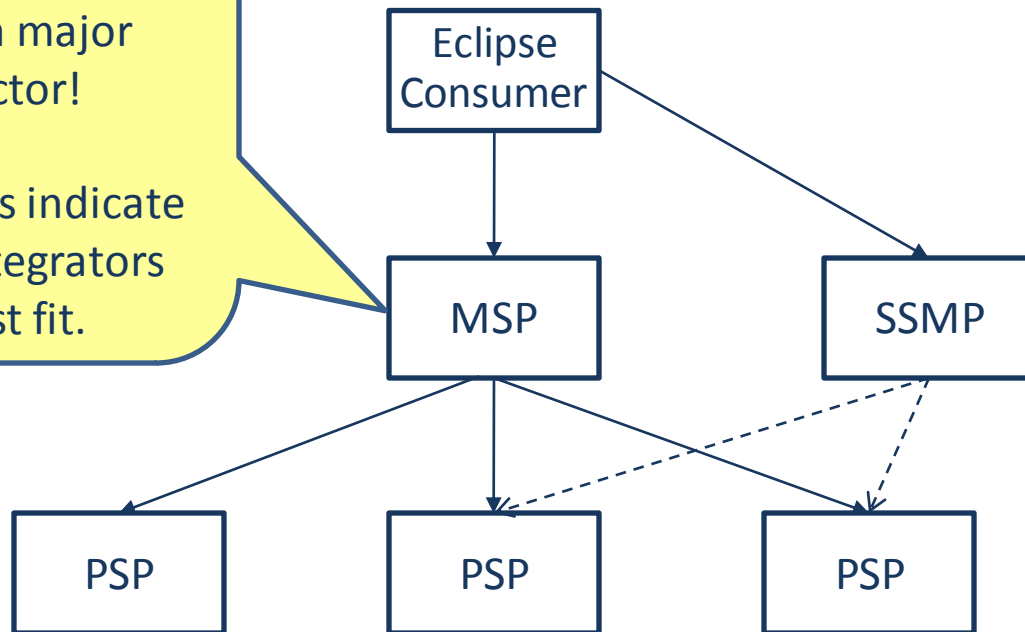 major
ctor!
s indicate
tegrators
st fit.
Eclipse
Consumer
MSP
SSMP
PSP
PSP
PSP